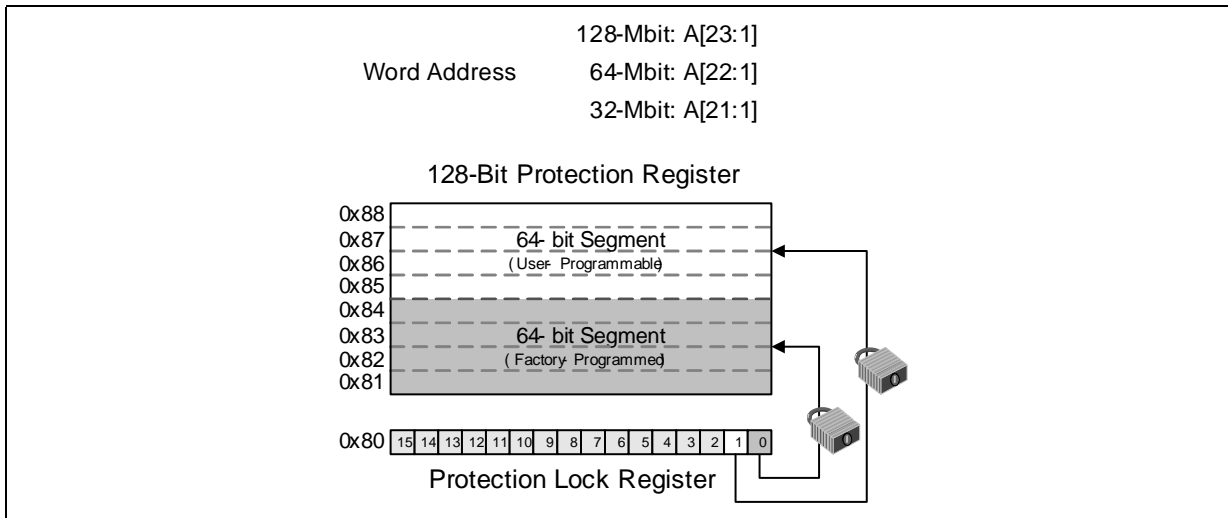 128-Mbit: A[23:1]
Word Address 64-Mbit: A[22:1]
32-Mbit: A[21:1]
128-Bit Protection Register
0x88
0x87 64- bit Segment
0x86 ( User- Programmable)
0x85
0x84
0x83 64- bit Segment
0x82 ( Factory- Programmed)
0x81
0x80 15 14 13 12 11 10 9 8 7 6 5 4 3 2 1 0
Protection Lock Register